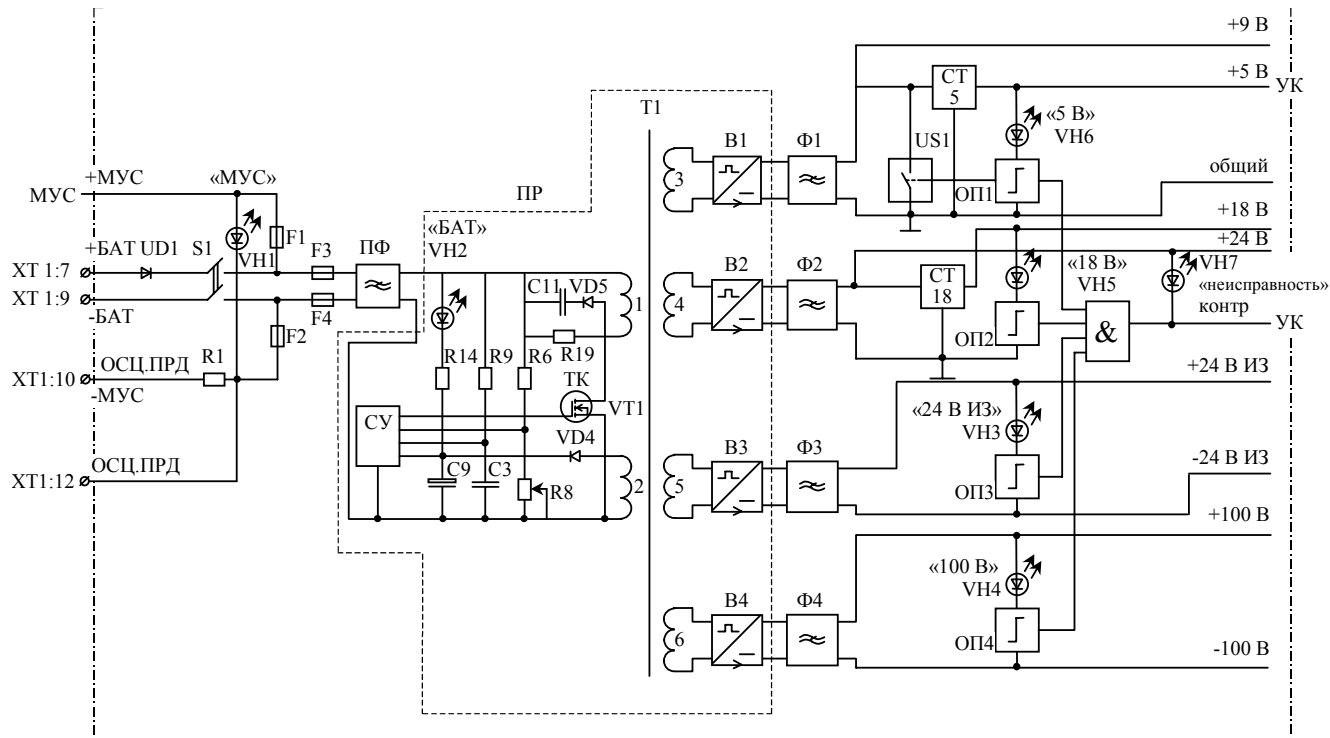 +9 В
СТ
5
+5 В
УК
Т1
В1
Ф1
«5 В»
VH6
US1
3
ОП1
общий
+МУС
«МУС»
МУС
F1
VH1
ПР
«БАТ»
VH2
+18 В
+24 В
+БАТ UD1
S1
F3
ПФ
ХТ 1:7
ХТ 1:9
-БАТ
F4
F2
C11
VD5
1
4
В2
Ф2
СТ
18
ОП2
«18 В»
VH5
&
VH7
«неисправность»
контр
УК
ОСЦ.ПРД
R1
ХТ1:10
-МУС
R14
R9
R6
R19
ТК
VT1
+24 В ИЗ
СУ
VD4
«24 В ИЗ»
VH3
В3
Ф3
ОСЦ.ПРД
ХТ1:12
C9
C3
R8
2
5
ОП3
-24 В ИЗ
+100 В
«100 В»
VH4
В4
Ф4
6
ОП4
-100 В